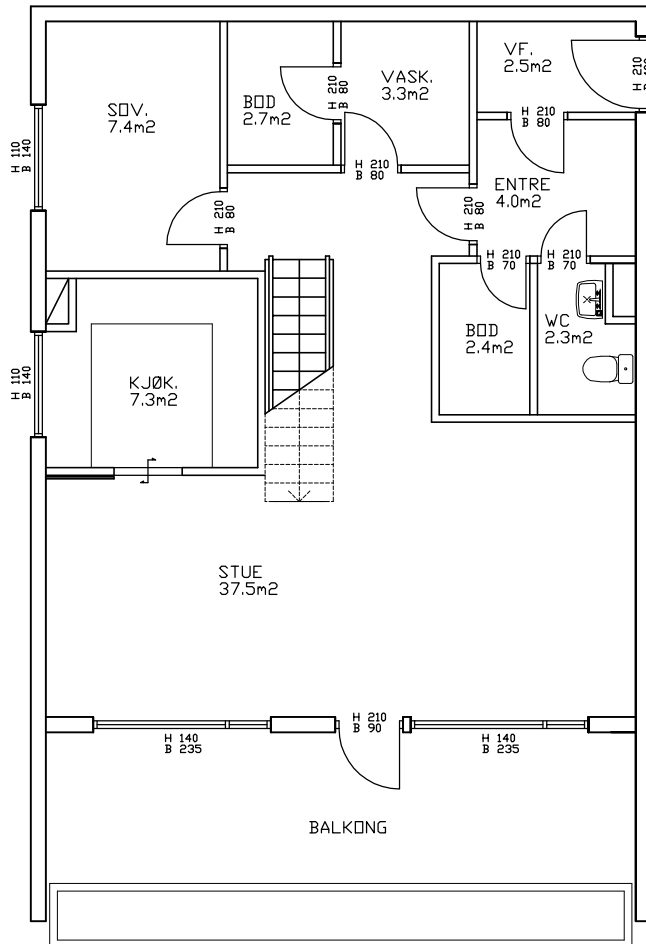 VF.
2.5m2
VASK.
3.3m2
H 210
B 80
BOD
2.7m2
SOV.
7.4m2
H 210
H 210
B 80
H 110
B 140
H 210
B 80
ENTRE
4.0m2
H 210
B 80
H 210
B 80
H 210
B 70
H 210
B 70
BOD
2.4m2
WC
2.3m2
H 110
B 140
KJØK.
7.3m2
STUE
37.5m2
H 140
B 235
H 210
B 90
H 140
B 235
BALKONG